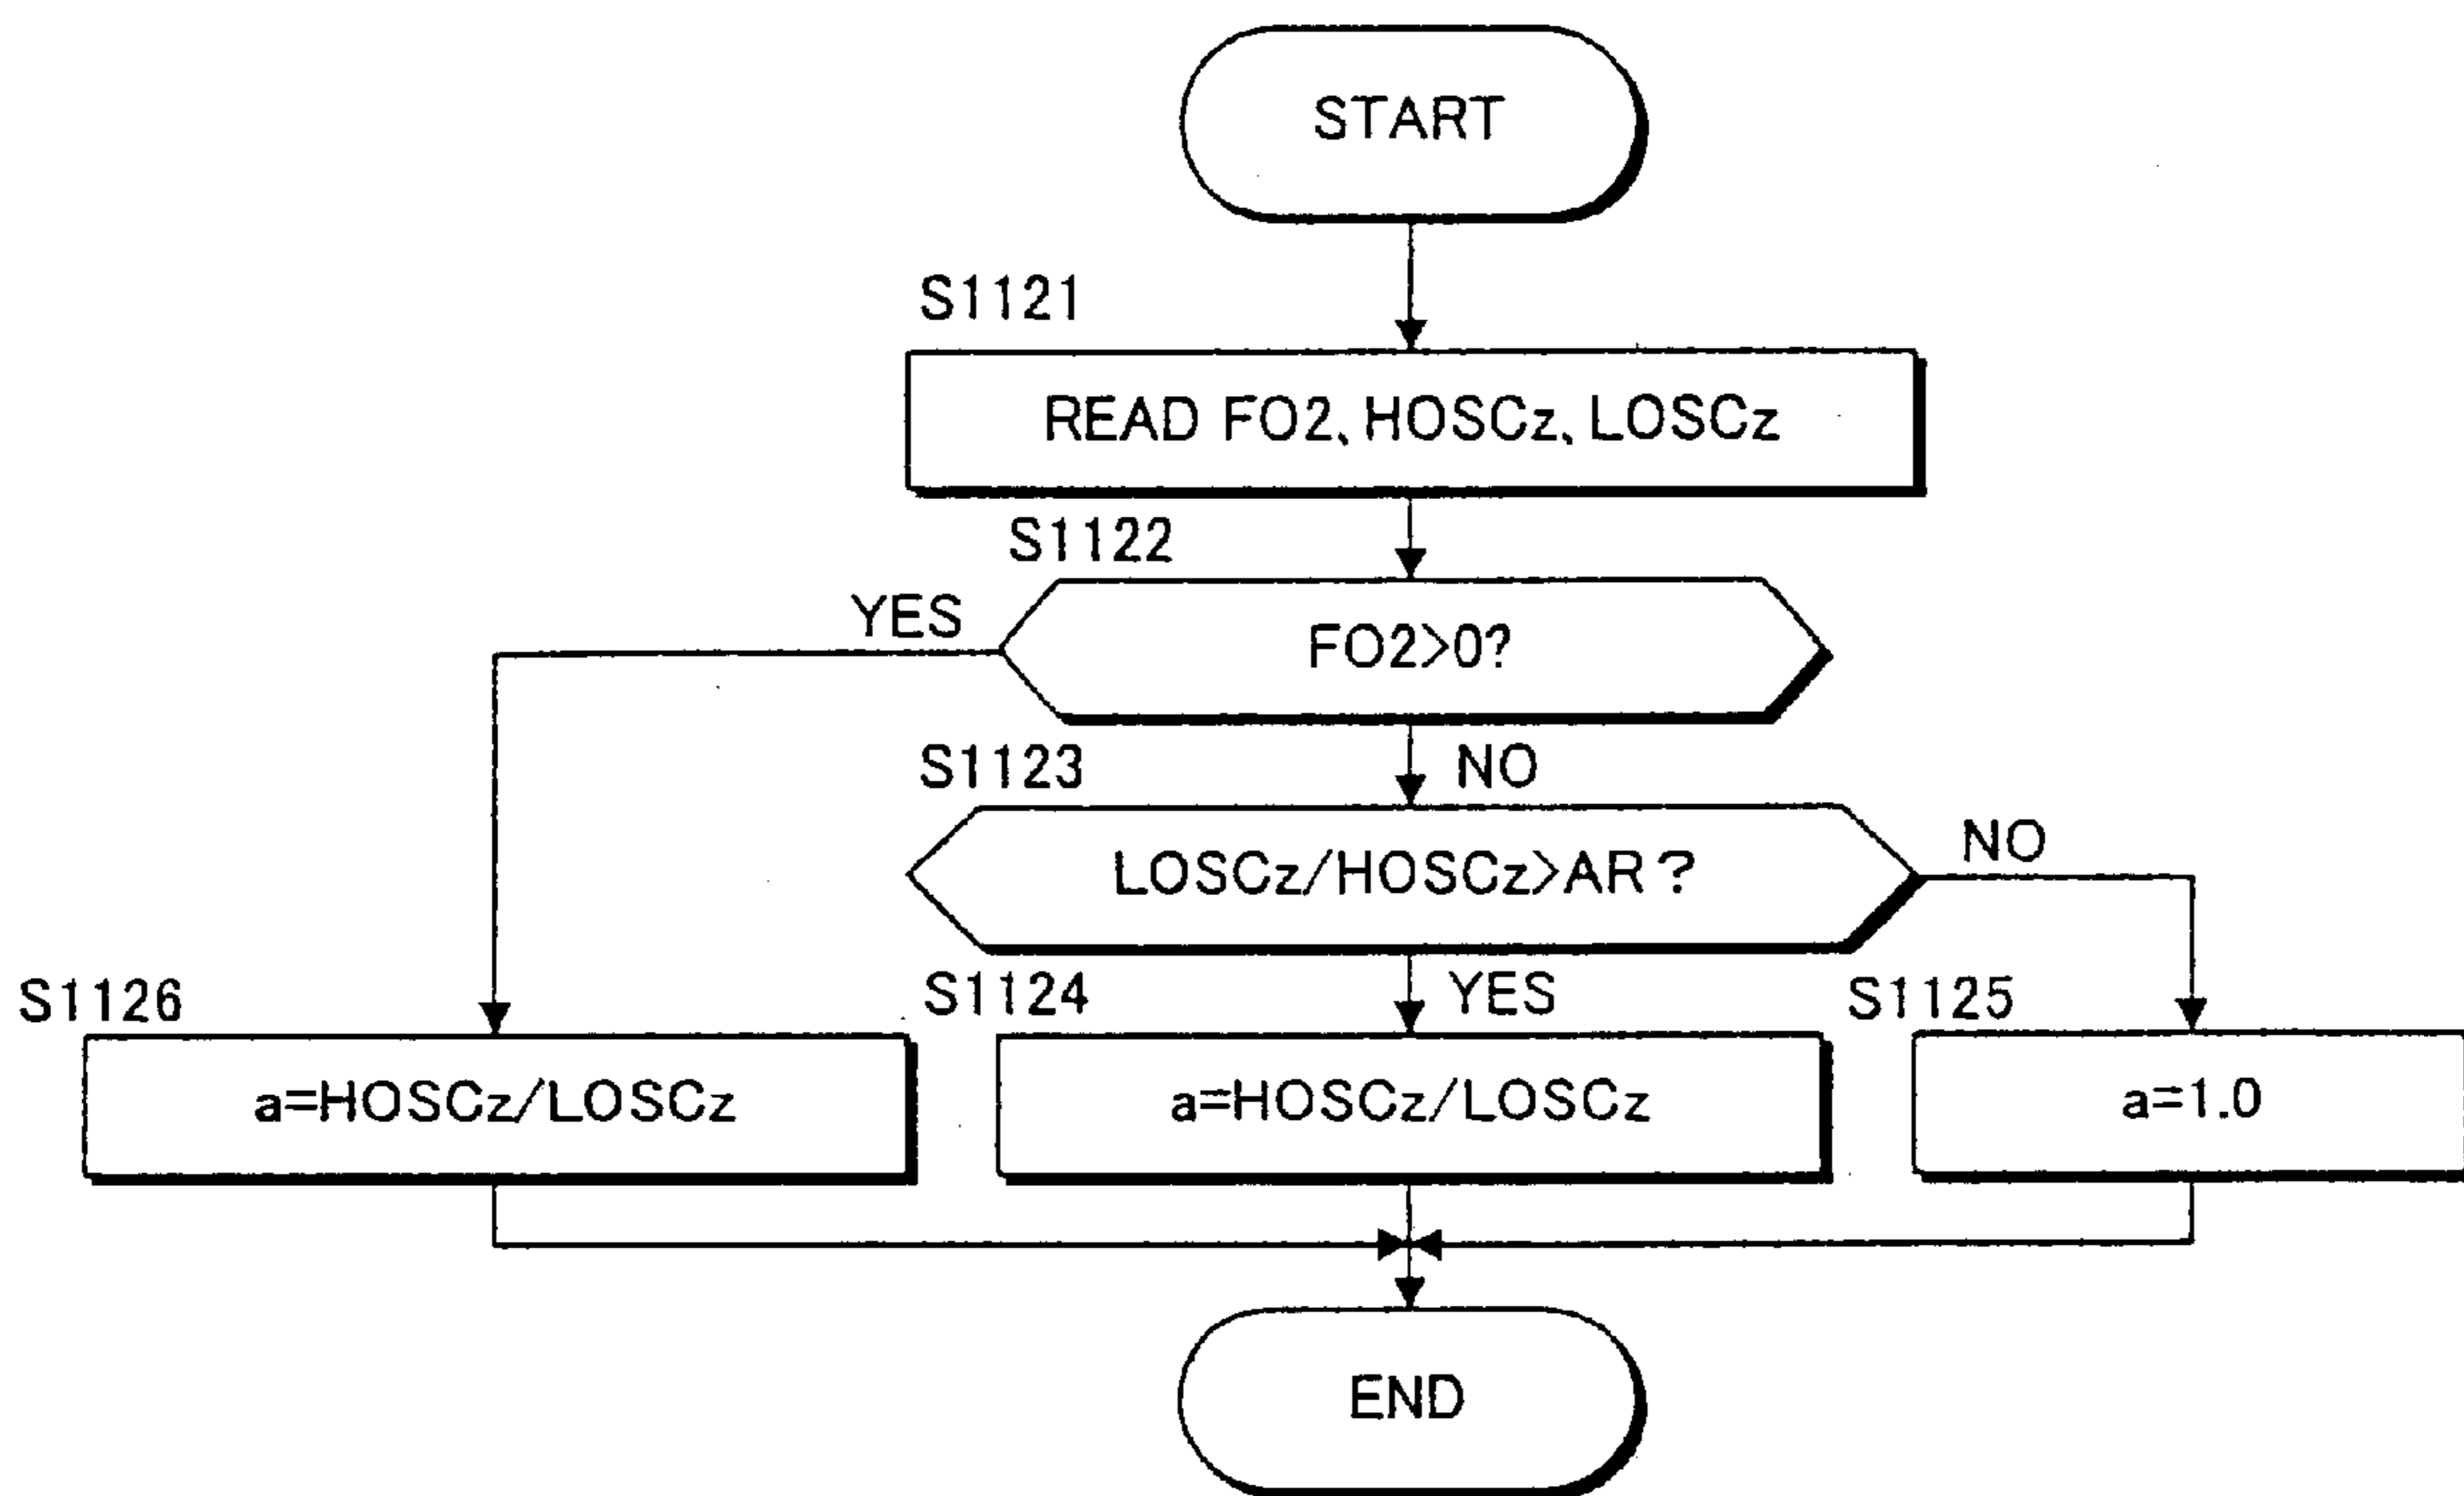 START
S1121
READ FO2, HOSCz, LOSCz
S1122
YES
FO2>0?
S1123
NO
LOSCz/HOSCz>AR?
NO
S1126
S1124
YES
S1125
a=HOSCz/LOSCz
a=HOSCz/LOSCz
a=1.0
END